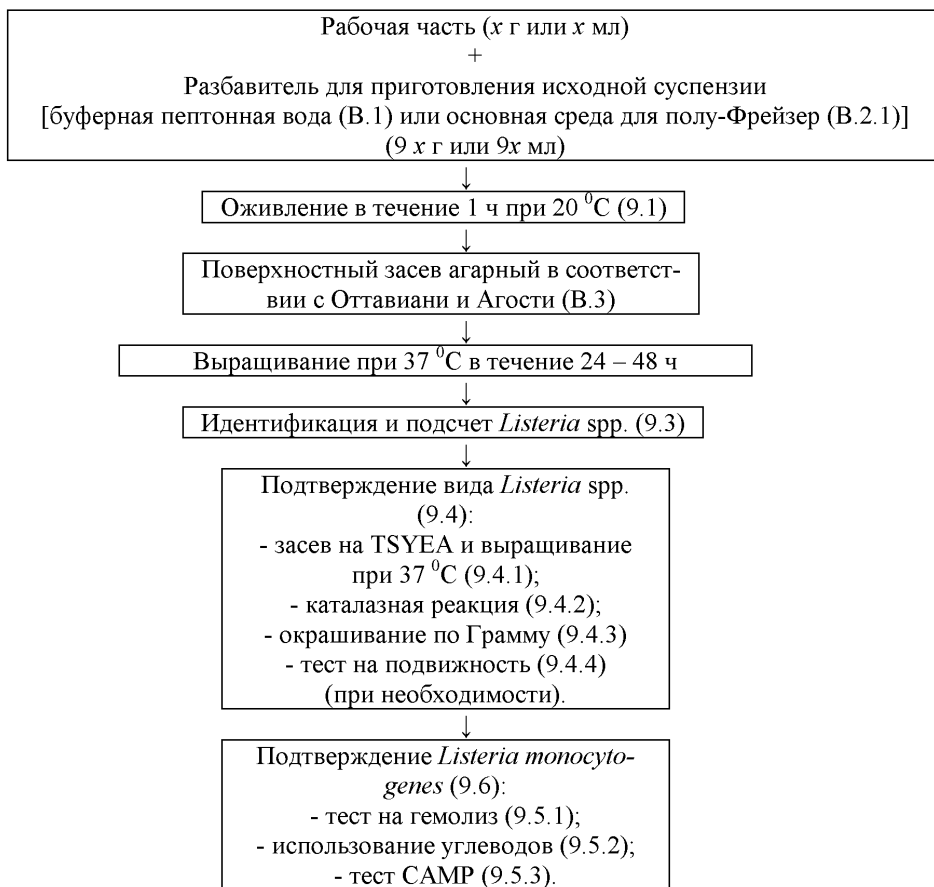 Рабочая часть (x г или x мл)
+
Разбавитель для приготовления исходной суспензии
[буферная пептонная вода (В.1) или основная среда для полу-Фрейзер (В.2.1)]
(9 x г или 9x мл)
↓
Оживление в течение 1 ч при 20 ⁰С (9.1)
↓
Поверхностный засев агарный в соответст-
вии с Оттавиани и Агости (В.3)
↓
Выращивание при 37 ⁰С в течение 24 – 48 ч
↓
Идентификация и подсчет Listeria spp. (9.3)
↓
Подтверждение вида Listeria spp.
(9.4):
- засев на TSYEA и выращивание
при 37 ⁰С (9.4.1);
- каталазная реакция (9.4.2);
- окрашивание по Грамму (9.4.3)
- тест на подвижность (9.4.4)
(при необходимости).
↓
Подтверждение Listeria monocyto-
genes (9.6):
- тест на гемолиз (9.5.1);
- использование углеводов (9.5.2);
- тест CAMP (9.5.3).